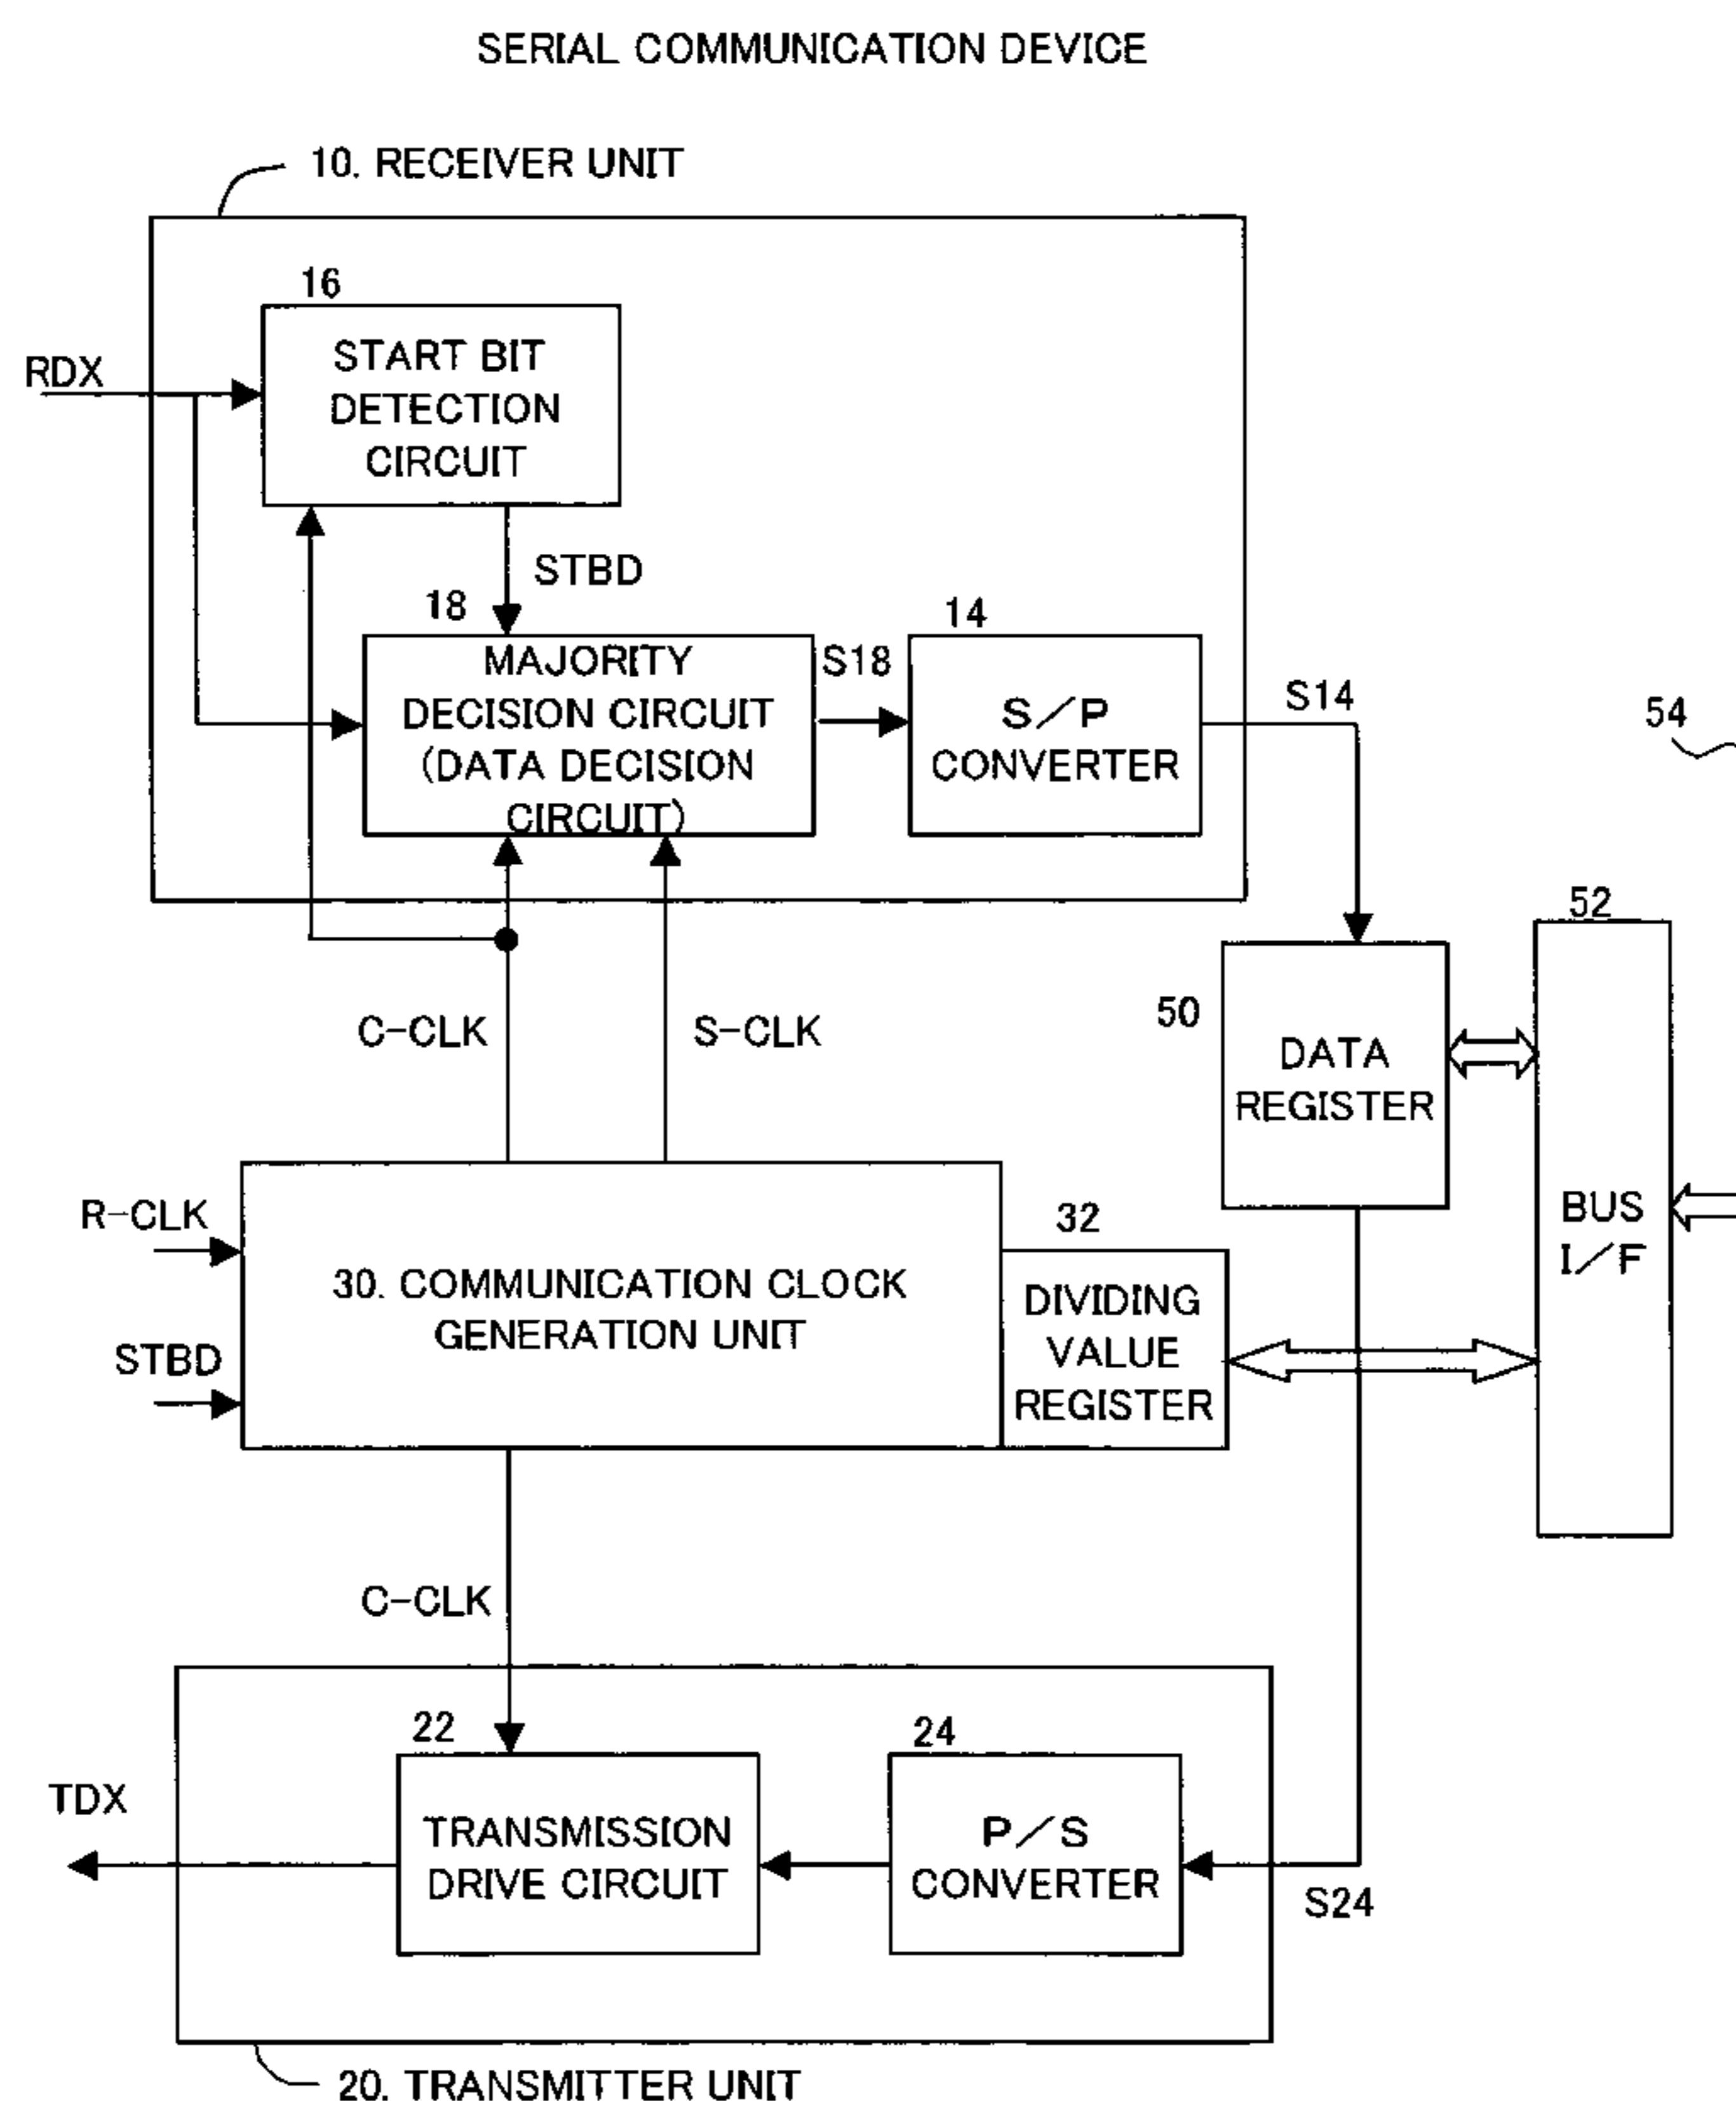 SERIAL COMMUNICATION DEVICE
10. RECEIVER UNIT
16
START BIT
DETECTION
CIRCUIT
RDX
STBD
18
MAJORITY
DECISION CIRCUIT
(DATA DECISION
CIRCUIT)
S18
14
S/P
CONVERTER
S14
54
52
50
DATA
REGISTER
C-CLK
S-CLK
BUS
I/F
R-CLK
STBD
30. COMMUNICATION CLOCK
GENERATION UNIT
32
DIVIDING
VALUE
REGISTER
C-CLK
22
TRANSMISSION
DRIVE CIRCUIT
24
P/S
CONVERTER
TDX
S24
20. TRANSMITTER UNIT